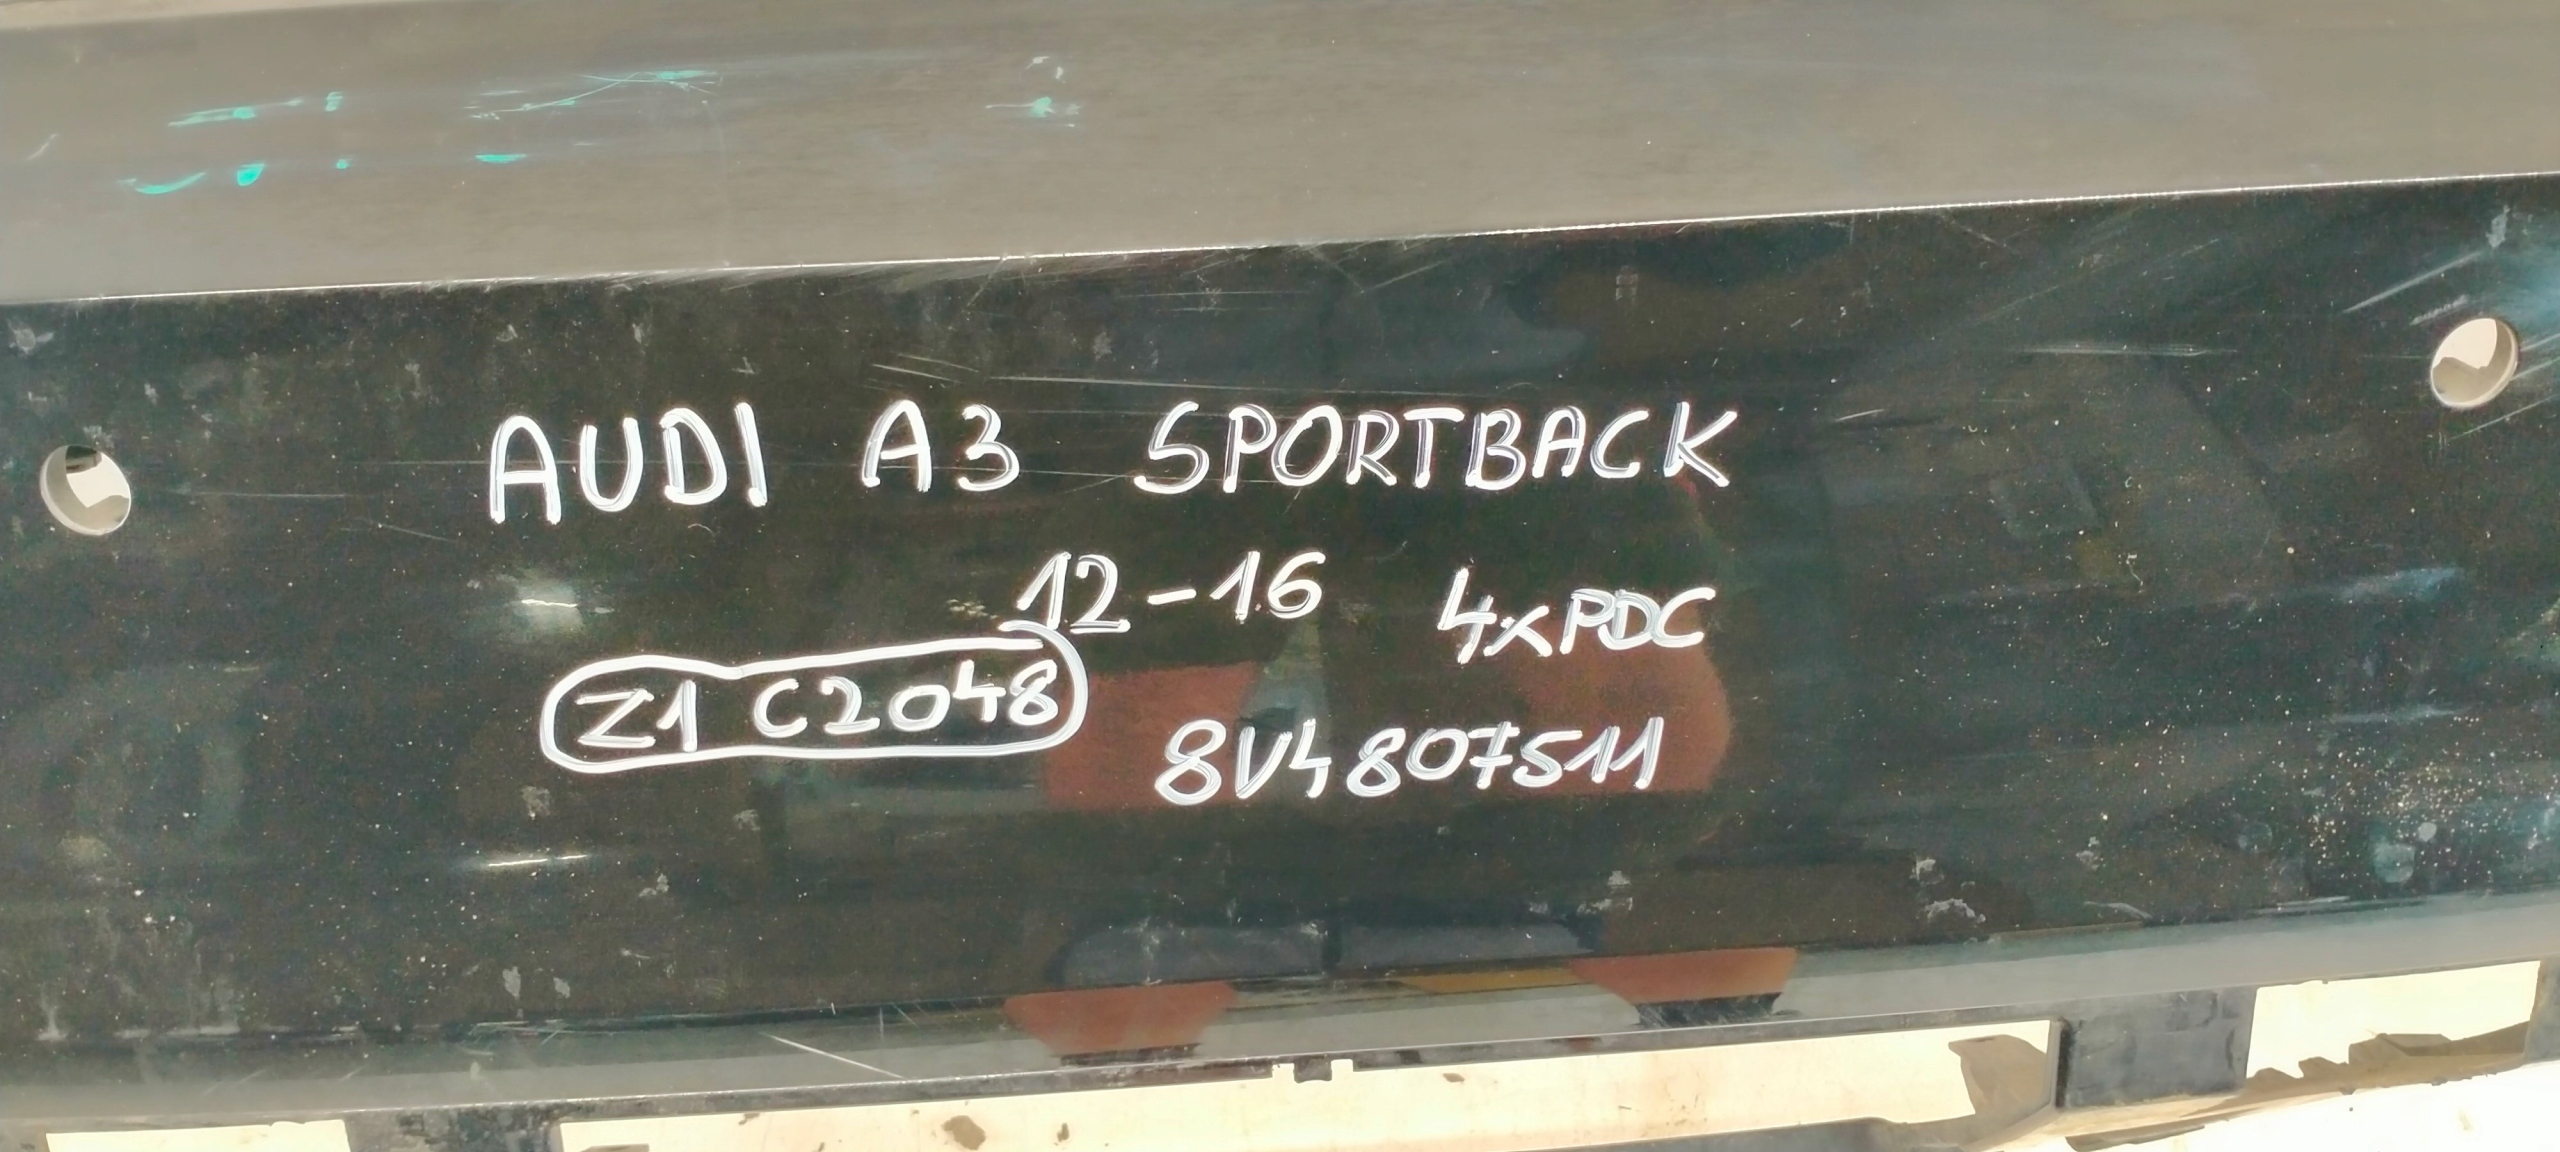 AUDI A3 SPORTBACK
12-16 4xPDC
Z1 C2048
8V4807511